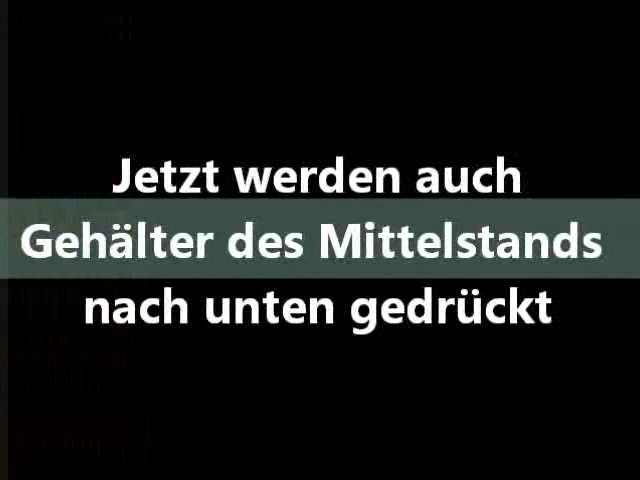 Jetzt werden auch
Gehälter des Mittelstands
nach unten gedrückt